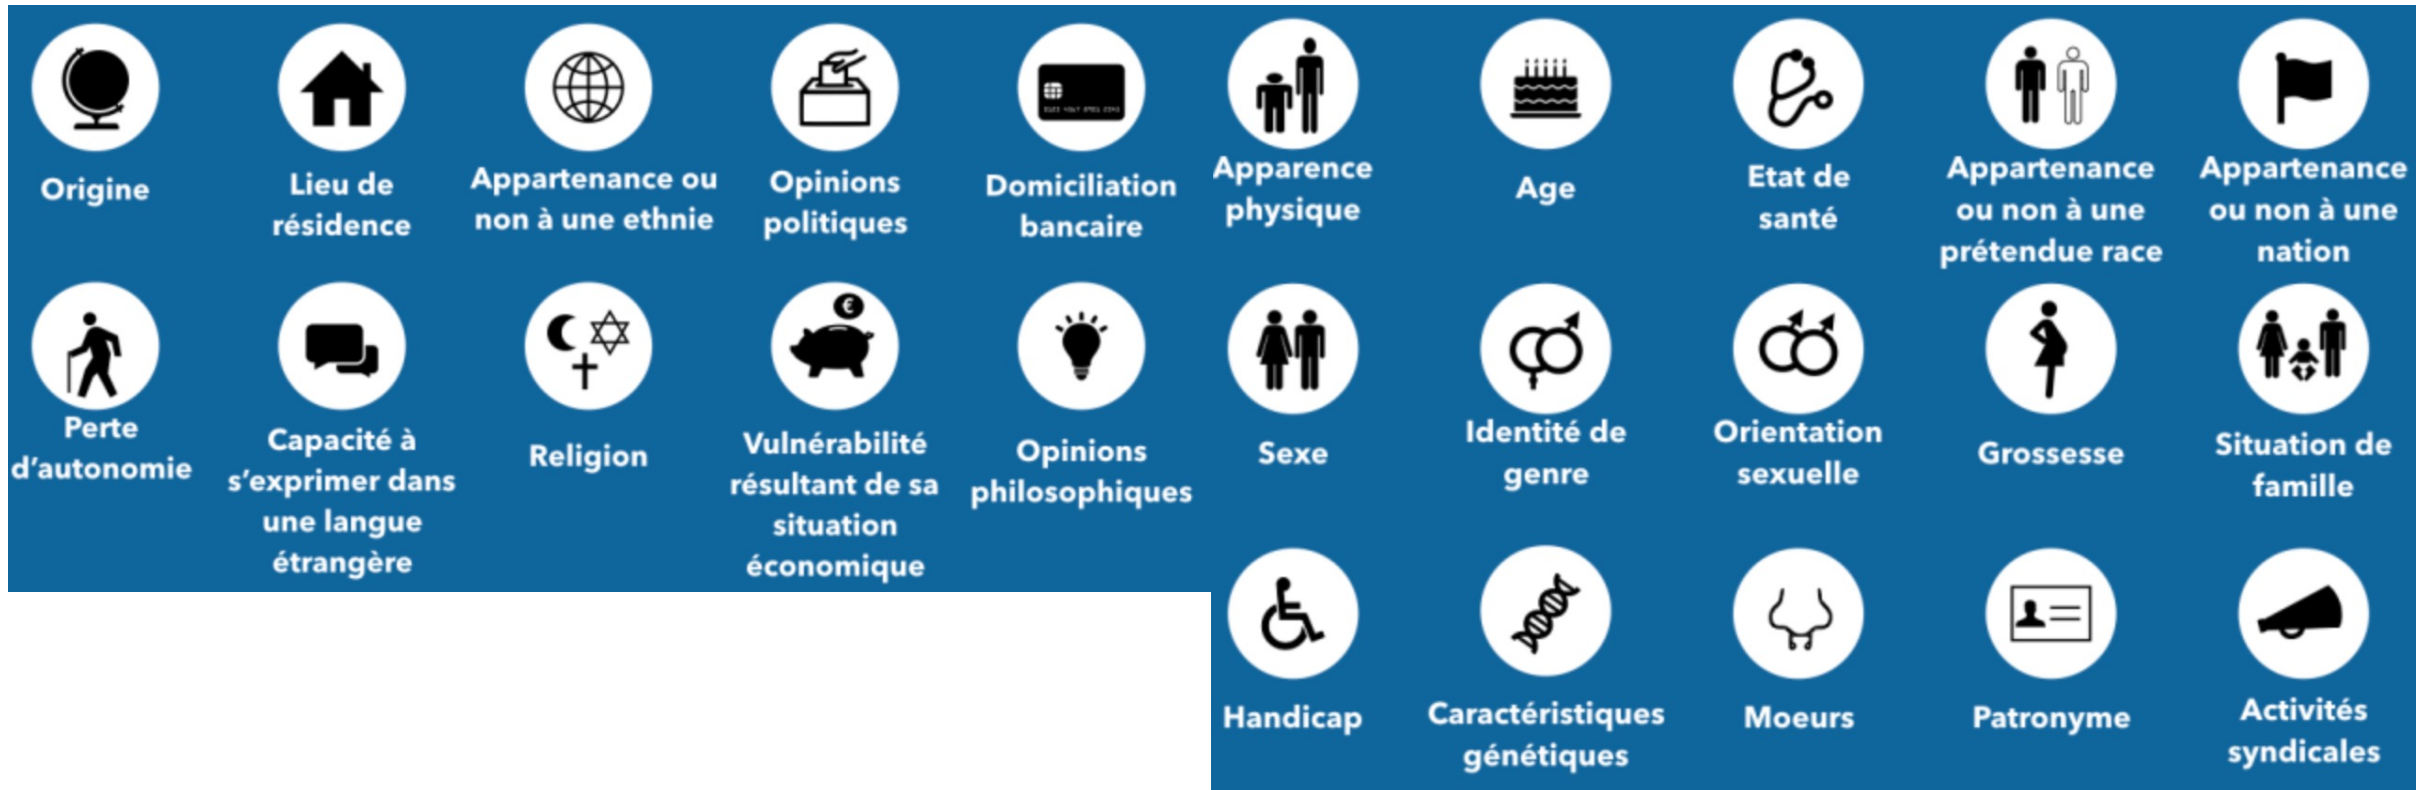 Origine
Lieu de
résidence
Appartenance ou
non à une ethnie
Opinions
politiques
Domiciliation
bancaire
Apparence
physique
Age
Etat de
santé
Appartenance
ou non à une
prétendue race
Appartenance
ou non à une
nation
€
Perte
d'autonomie
Capacité à
s'exprimer dans
une langue
étrangère
Religion
Vulnérabilité
résultant de sa
situation
économique
Opinions
philosophiques
Sexe
Identité de
genre
Orientation
sexuelle
Grossesse
Situation de
famille
Handicap
Caractéristiques
génétiques
Moeurs
Patronyme
Activités
syndicales